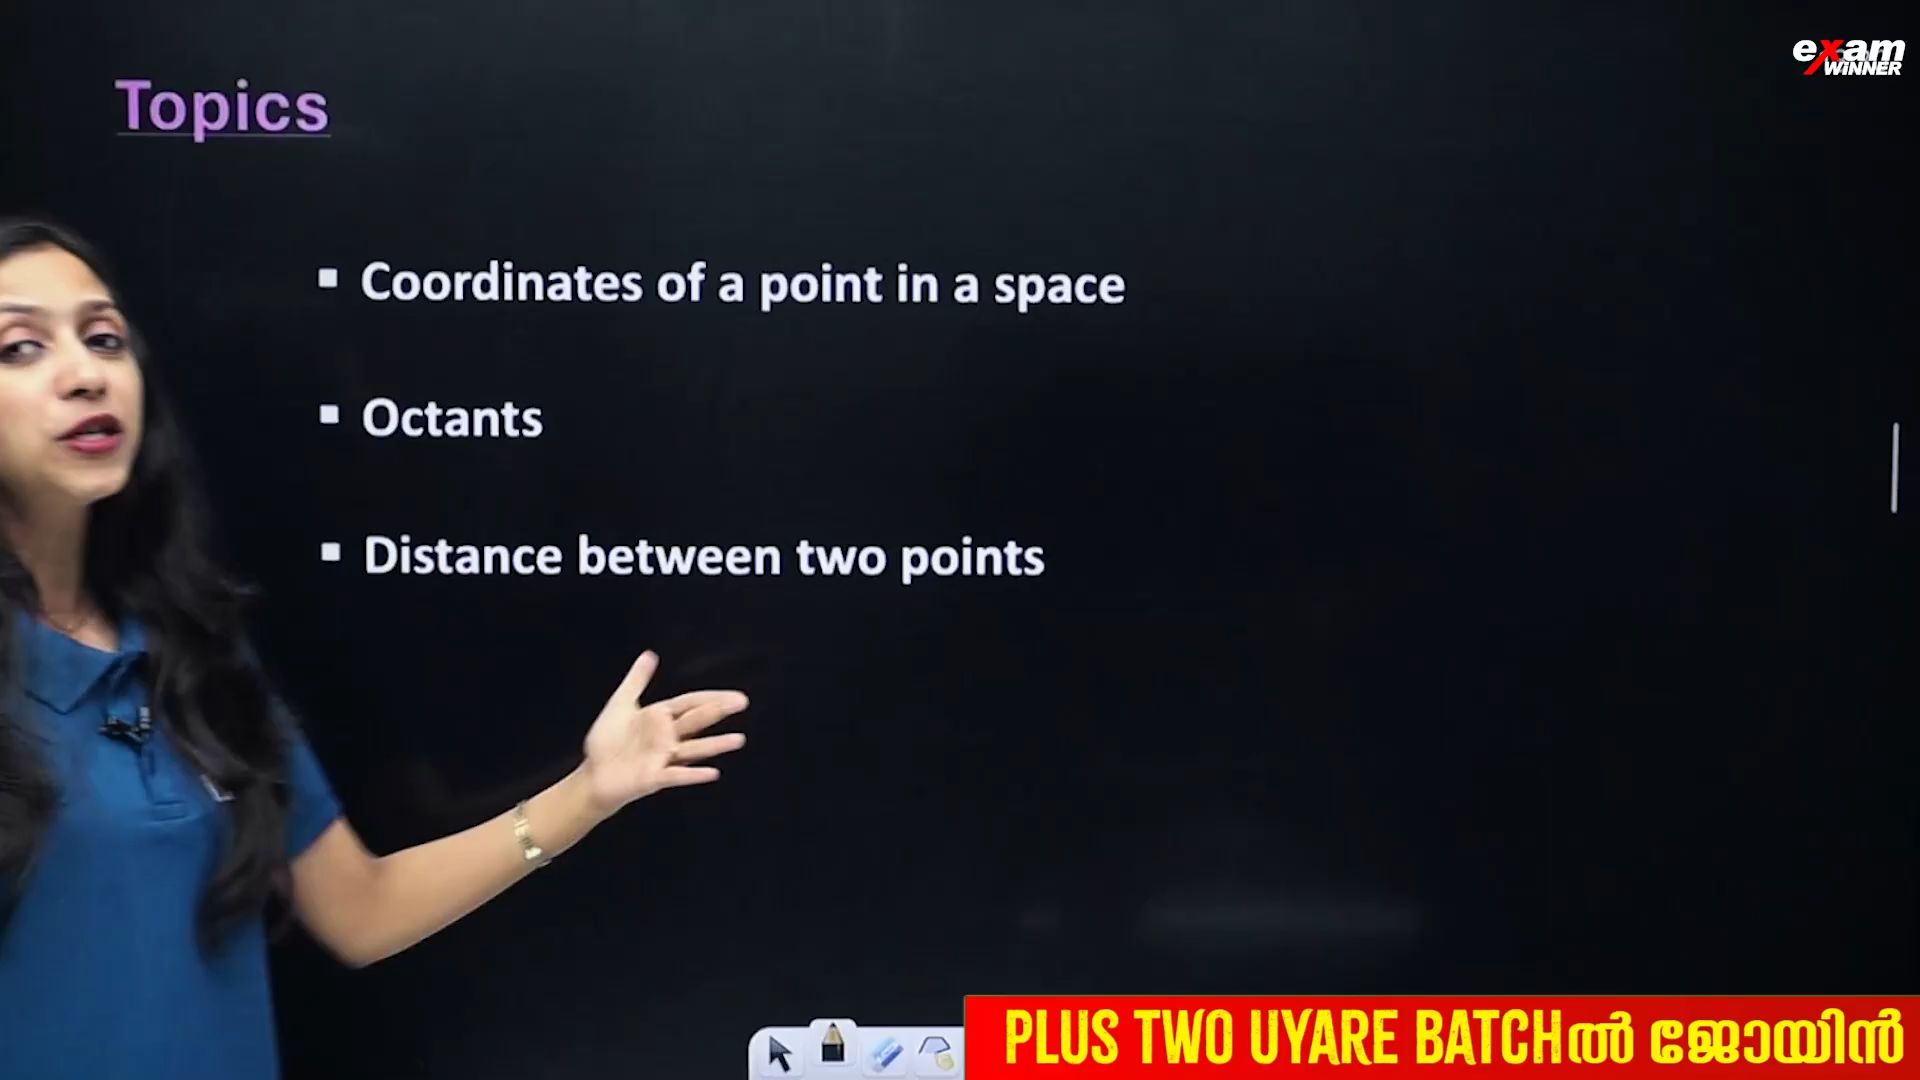 exam
WINNER
Topics
▪ Coordinates of a point in a space
▪ Octants
▪ Distance between two points
PLUS TWO UYARE BATCHൽ ജോയിൻ